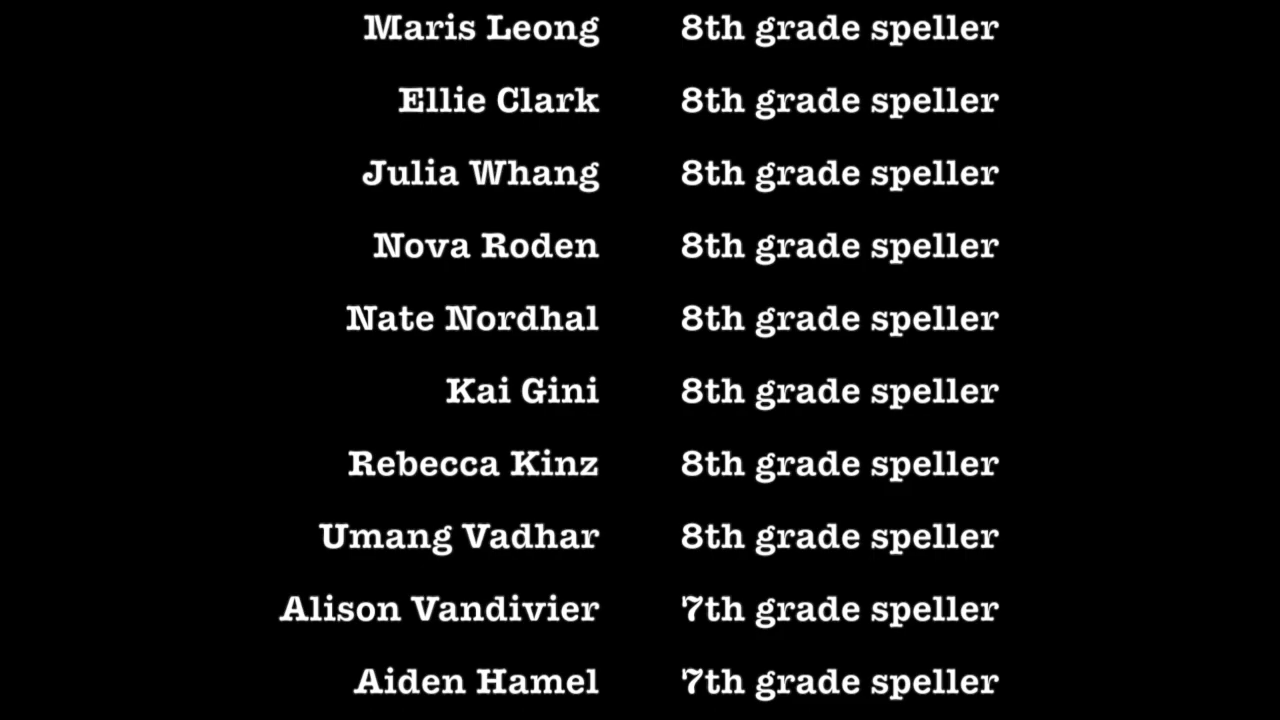 Maris Leong 8th grade speller
Ellie Clark 8th grade speller
Julia Whang 8th grade speller
Nova Roden 8th grade speller
Nate Nordhal 8th grade speller
Kai Gini 8th grade speller
Rebecca Kinz 8th grade speller
Umang Vadhar 8th grade speller
Alison Vandivier 7th grade speller
Aiden Hamel 7th grade speller